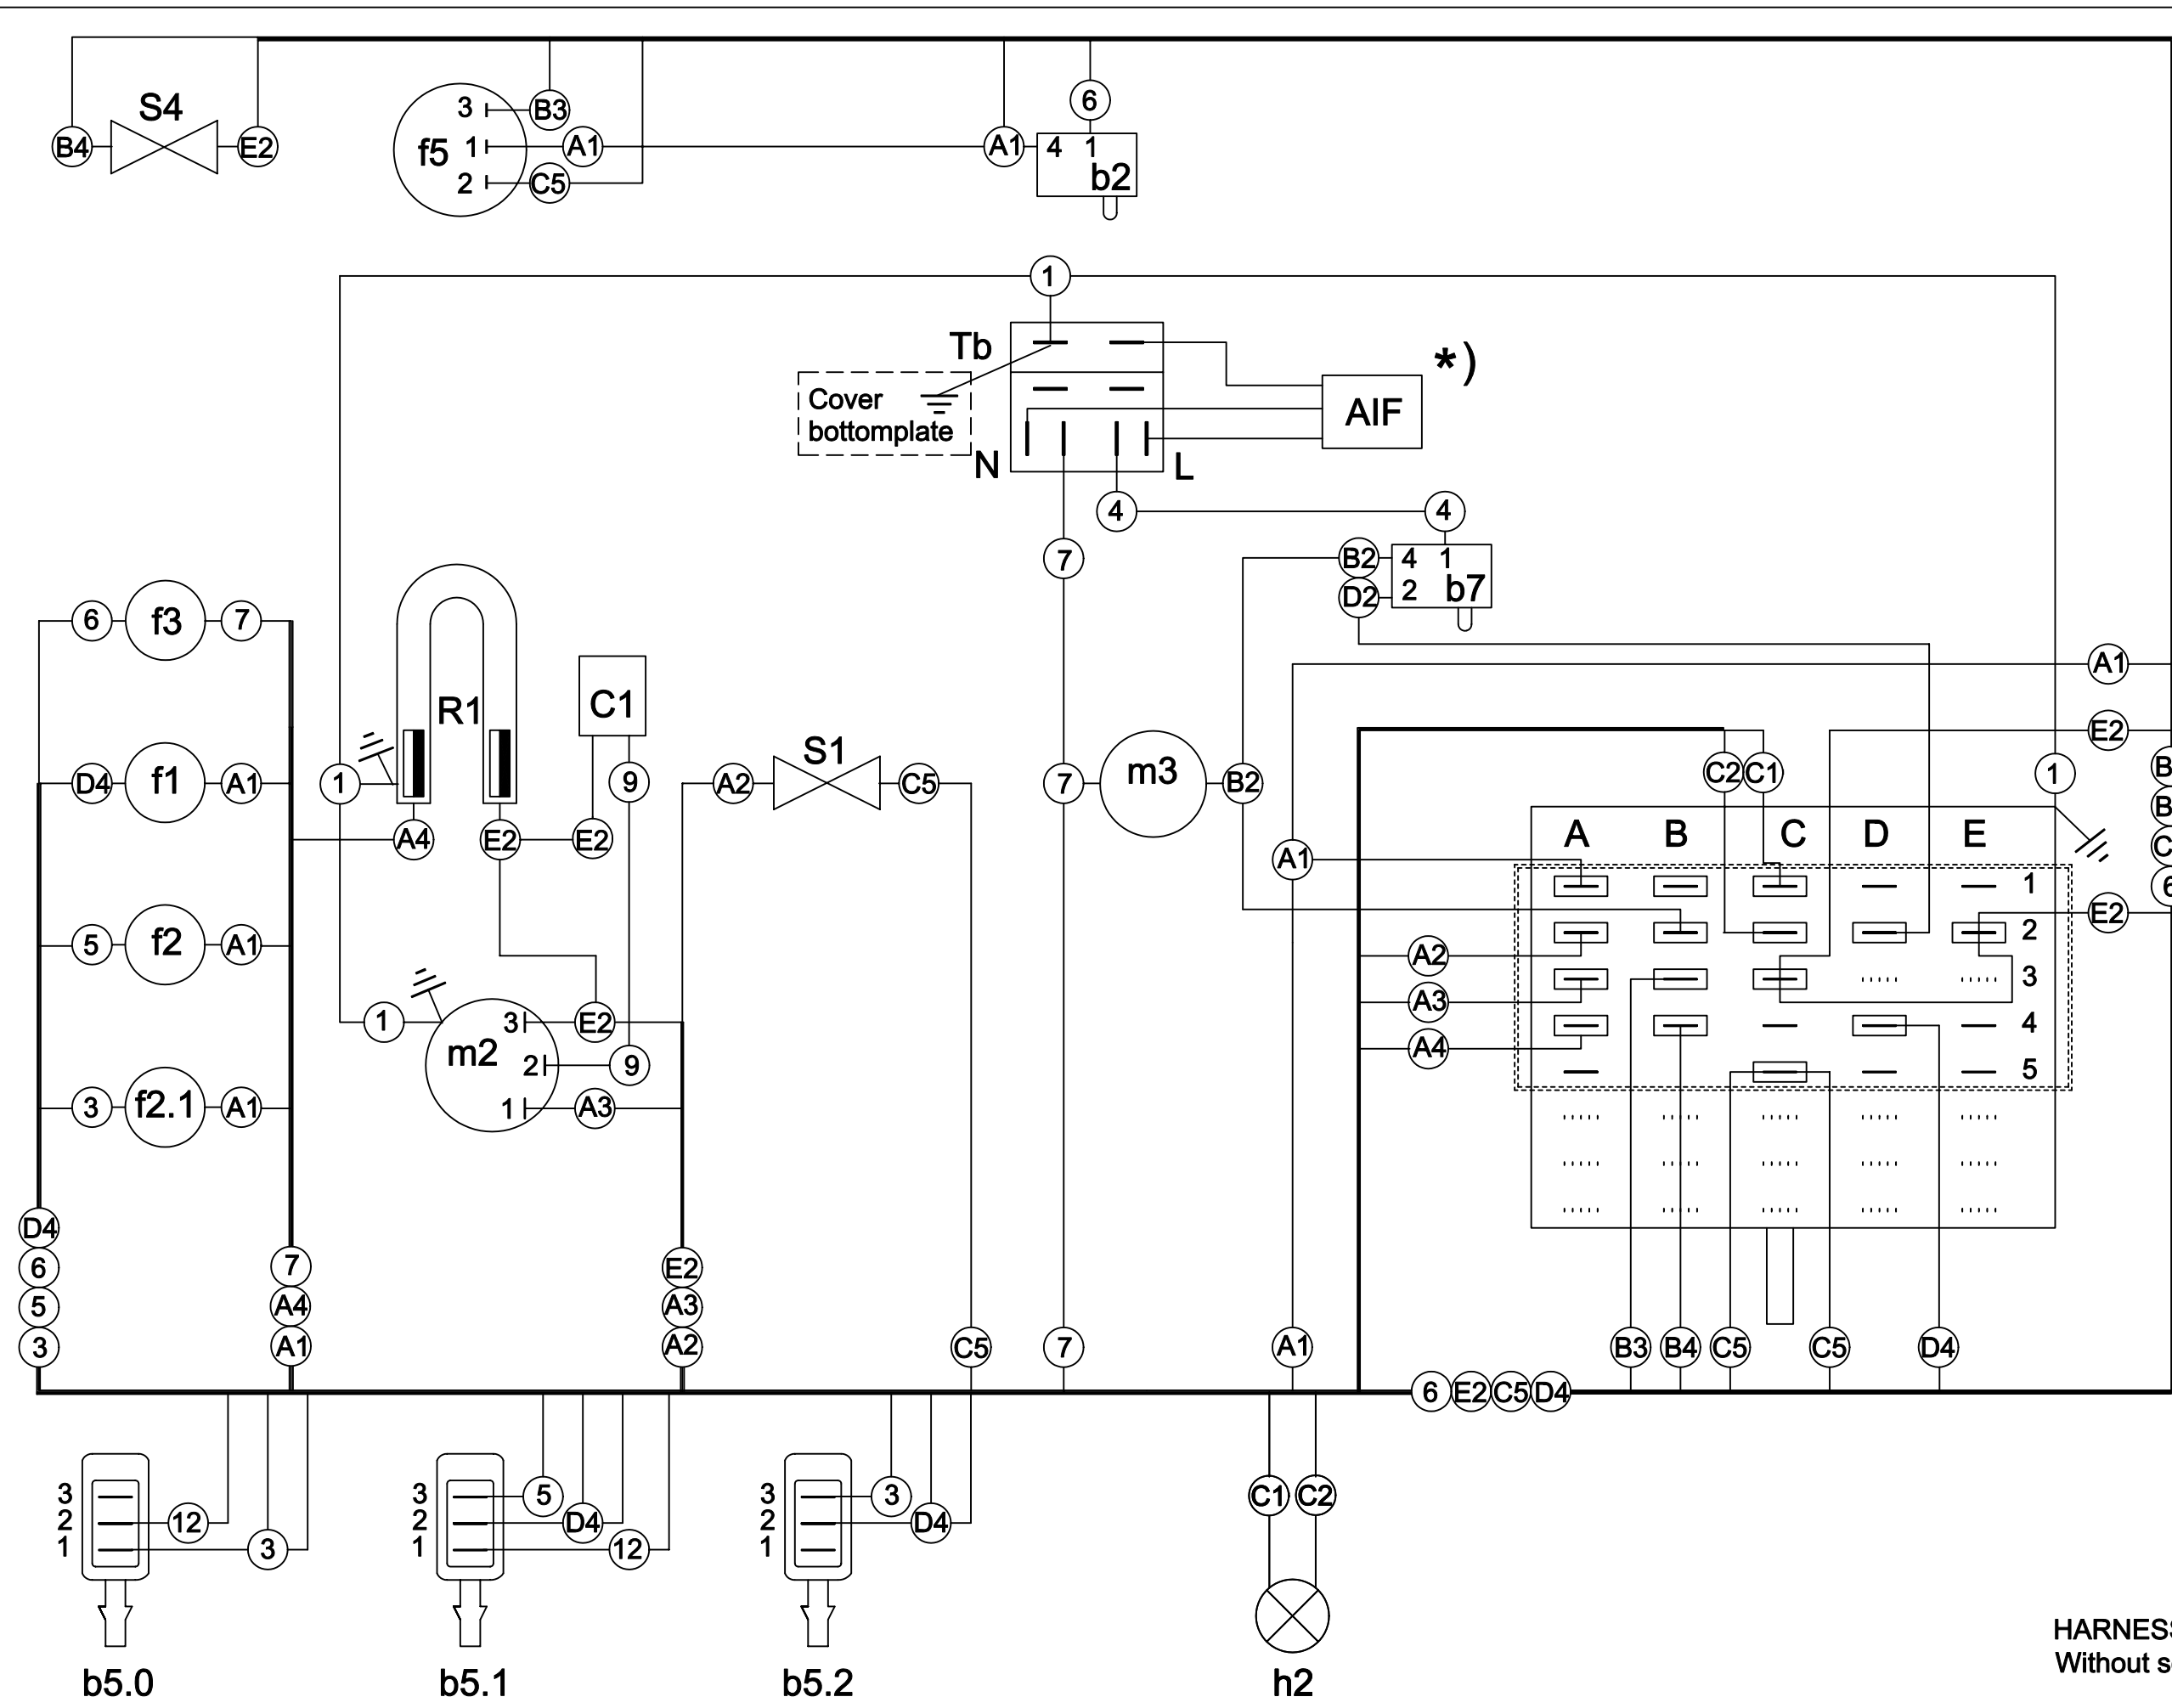 S4
B4
E2
f5
3
1
2
B3
A1
C5
A1
6
4 1
b2
1
Tb
Cover
bottomplate
N
L
AIF
*)
4
4
7
B2
D2
4 1
2
b7
6
f3
7
D4
f1
A1
5
f2
A1
3
f2.1
A1
1
R1
A4
E2
E2
C1
9
A2
S1
C5
7
m3
B2
1
m2
3
2
1
E2
9
A3
A1
E2
C2
C1
1
A1
A B C D E
1
2
3
4
5
E2
A2
A3
A4
D4
6
5
3
7
A4
A1
E2
A3
A2
C5
7
A1
B3
B4
C5
C5
D4
6
E2
C5
D4
3
2
1
12
3
b5.0
3
2
1
5
D4
12
b5.1
3
2
1
3
D4
b5.2
C1
C2
h2
HARNESS
Without